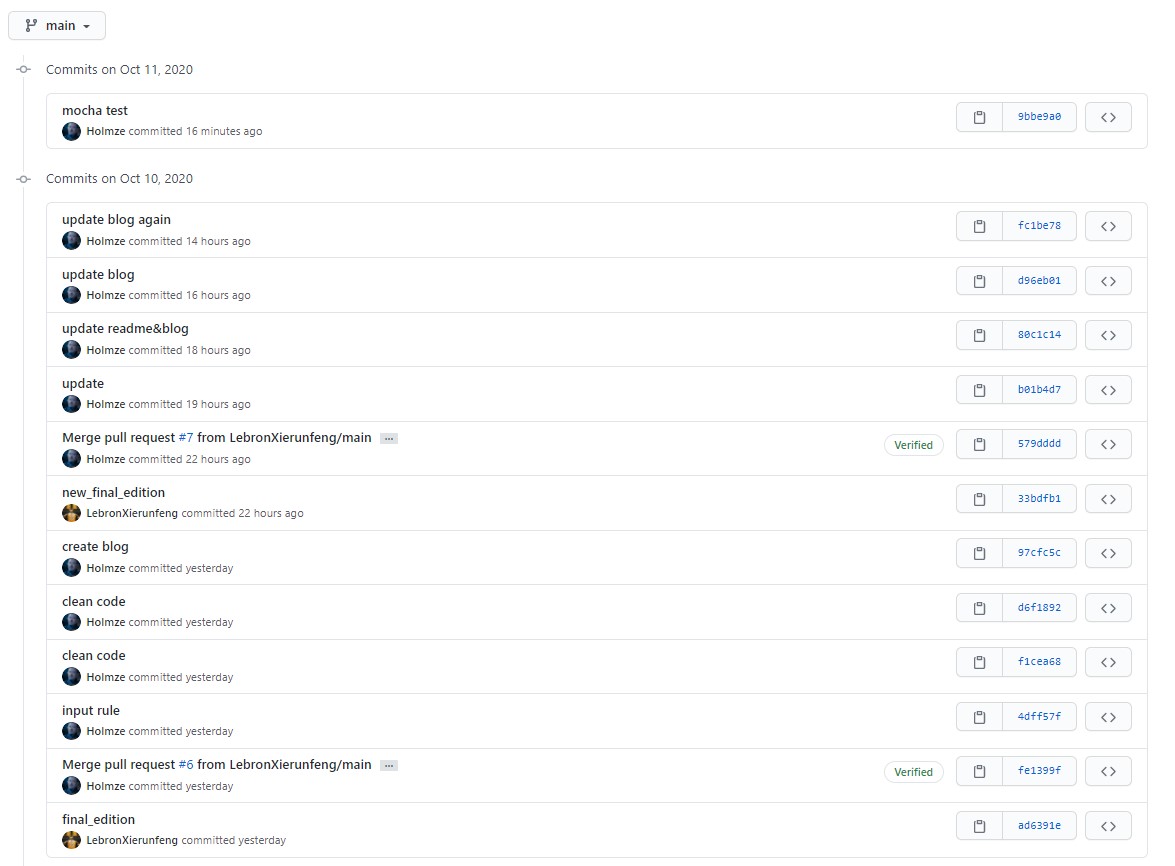 main
Commits on Oct 11, 2020
mocha test
Holmze committed 16 minutes ago
9bbe9a0
Commits on Oct 10, 2020
update blog again
Holmze committed 14 hours ago
fc1be78
update blog
Holmze committed 16 hours ago
d96eb01
update readme&blog
Holmze committed 18 hours ago
80c1c14
update
Holmze committed 19 hours ago
b01b4d7
Merge pull request #7 from LebronXierunfeng/main ...
Holmze committed 22 hours ago
Verified
579dddd
new_final_edition
LebronXierunfeng committed 22 hours ago
33bdfb1
create blog
Holmze committed yesterday
97cfc5c
clean code
Holmze committed yesterday
d6f1892
clean code
Holmze committed yesterday
f1cea68
input rule
Holmze committed yesterday
4dff57f
Merge pull request #6 from LebronXierunfeng/main ...
Holmze committed yesterday
Verified
fe1399f
final_edition
LebronXierunfeng committed yesterday
ad6391e